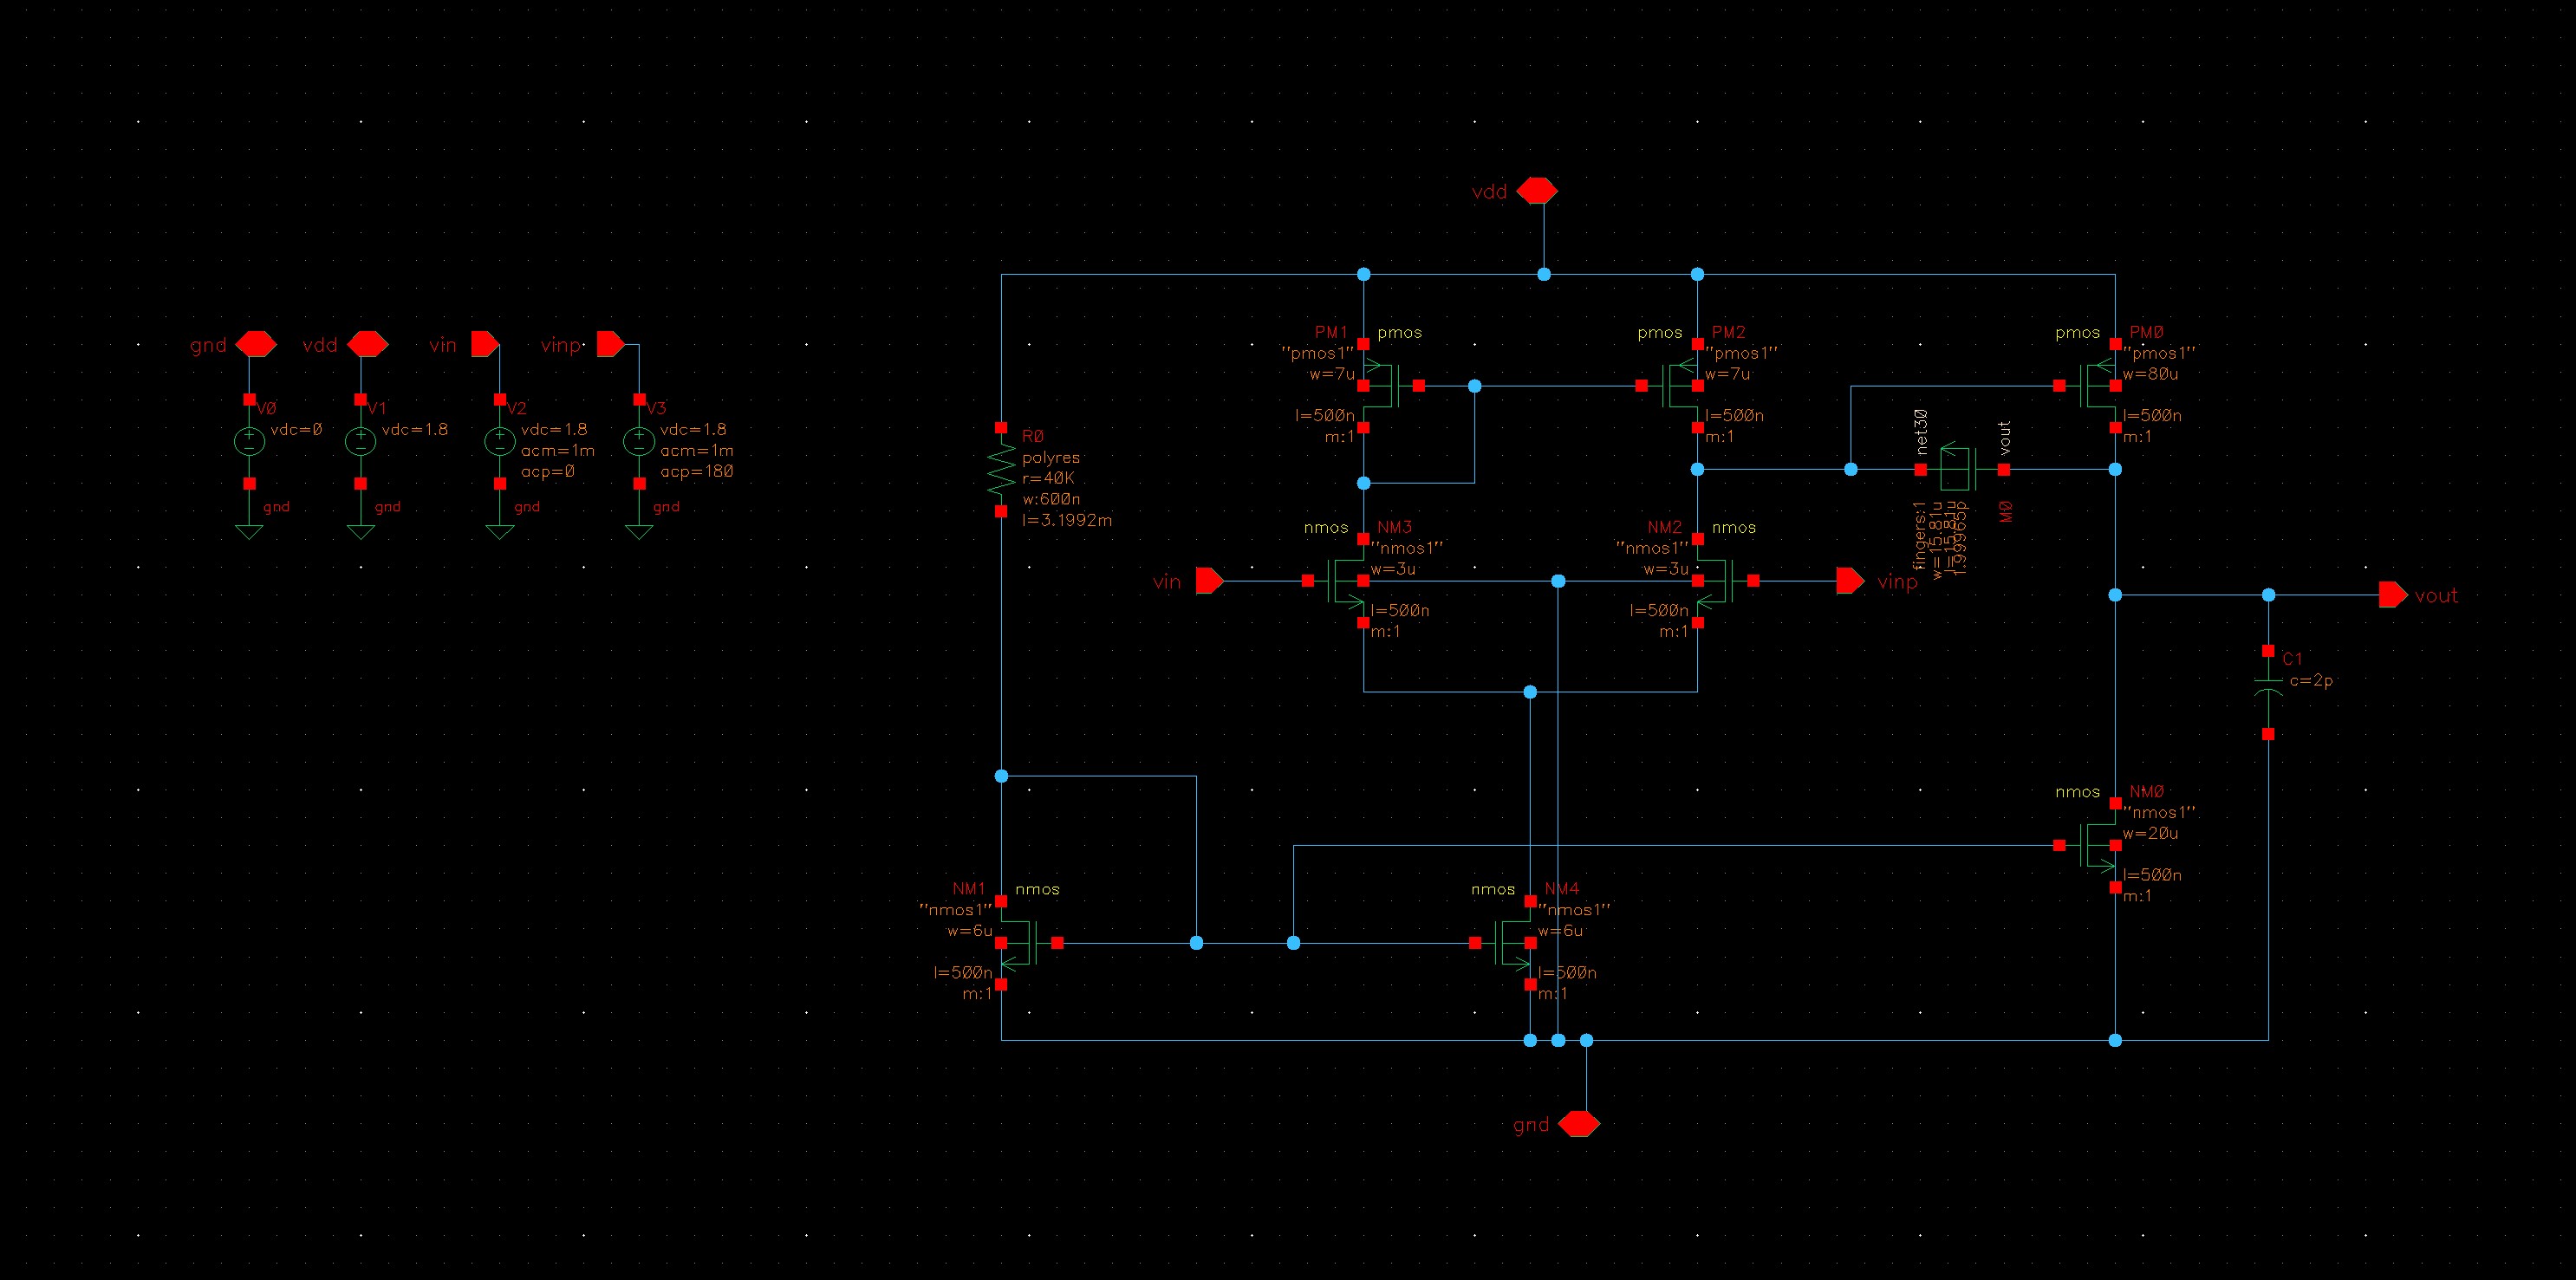 vdd
gnd
vdd
vin
vinp
V0
vdc=0
gnd
V1
vdc=1.8
gnd
V2
vdc=1.8
acm=1m
acp=0
gnd
V3
vdc=1.8
acm=1m
acp=180
gnd
R0
polyres
r=40K
w:600n
l=3.1992m
PM1
pmos
"pmos1"
w=7u
l=500n
m:1
pmos
PM2
"pmos1"
w=7u
l=500n
m:1
pmos
PM0
"pmos1"
w=80u
l=500n
m:1
net30
vout
fingers:1
w=15.81u
l=15.81u
1.99965p
M0
nmos
NM3
"nmos1"
w=3u
l=500n
m:1
vin
NM2
nmos
"nmos1"
w=3u
l=500n
m:1
vinp
vout
C1
c=2p
nmos
NM0
"nmos1"
w=20u
l=500n
m:1
NM1
nmos
"nmos1"
w=6u
l=500n
m:1
nmos
NM4
"nmos1"
w=6u
l=500n
m:1
gnd